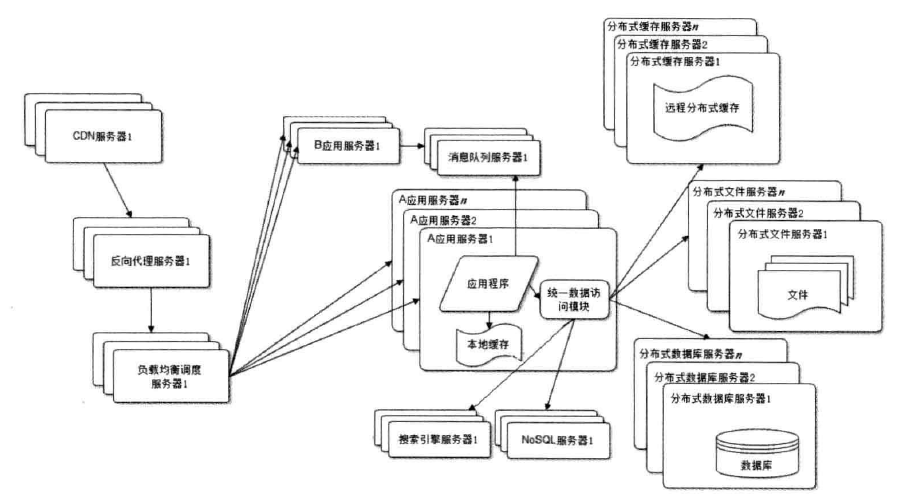 CDN服务器1
反向代理服务器1
负载均衡调度
服务器1
B应用服务器1
消息队列服务器1
A应用服务器n
A应用服务器2
A应用服务器1
应用程序
统一数据访
问模块
本地缓存
搜索引擎服务器1
NoSQL服务器1
分布式缓存服务器n
分布式缓存服务器2
分布式缓存服务器1
远程分布式缓存
分布式文件服务器n
分布式文件服务器2
分布式文件服务器1
文件
分布式数据库服务器n
分布式数据库服务器2
分布式数据库服务器1
数据库